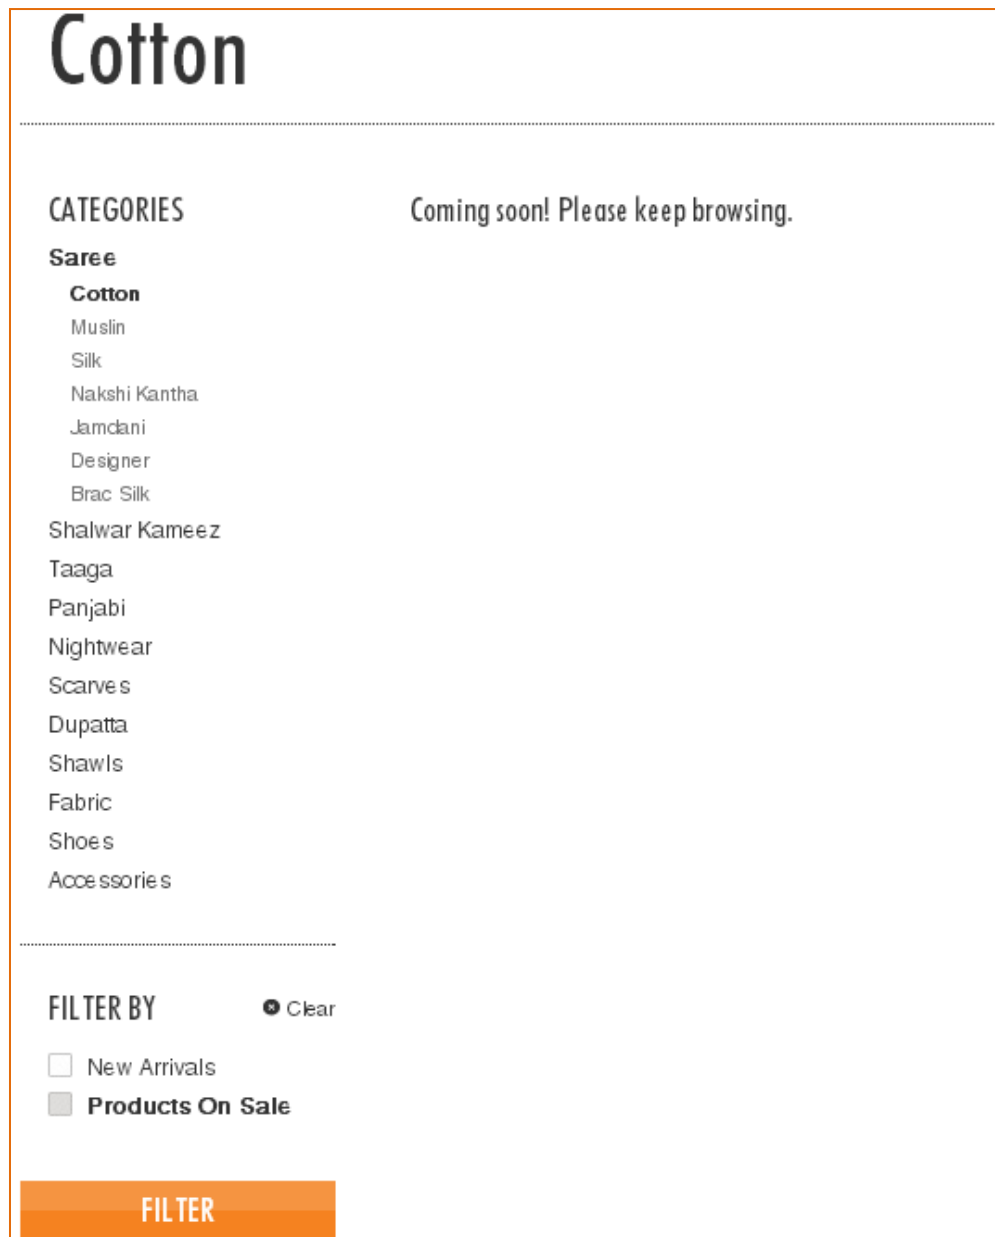 Cotton
CATEGORIES
Saree
Cotton
Muslin
Silk
Nakshi Kantha
Jamdani
Designer
Brac Silk
Shalwar Kameez
Taaga
Panjabi
Nightwear
Scarves
Dupatta
Shawls
Fabric
Shoes
Accessories
Coming soon! Please keep browsing.
FILTER BY
Clear
New Arrivals
Products On Sale
FILTER